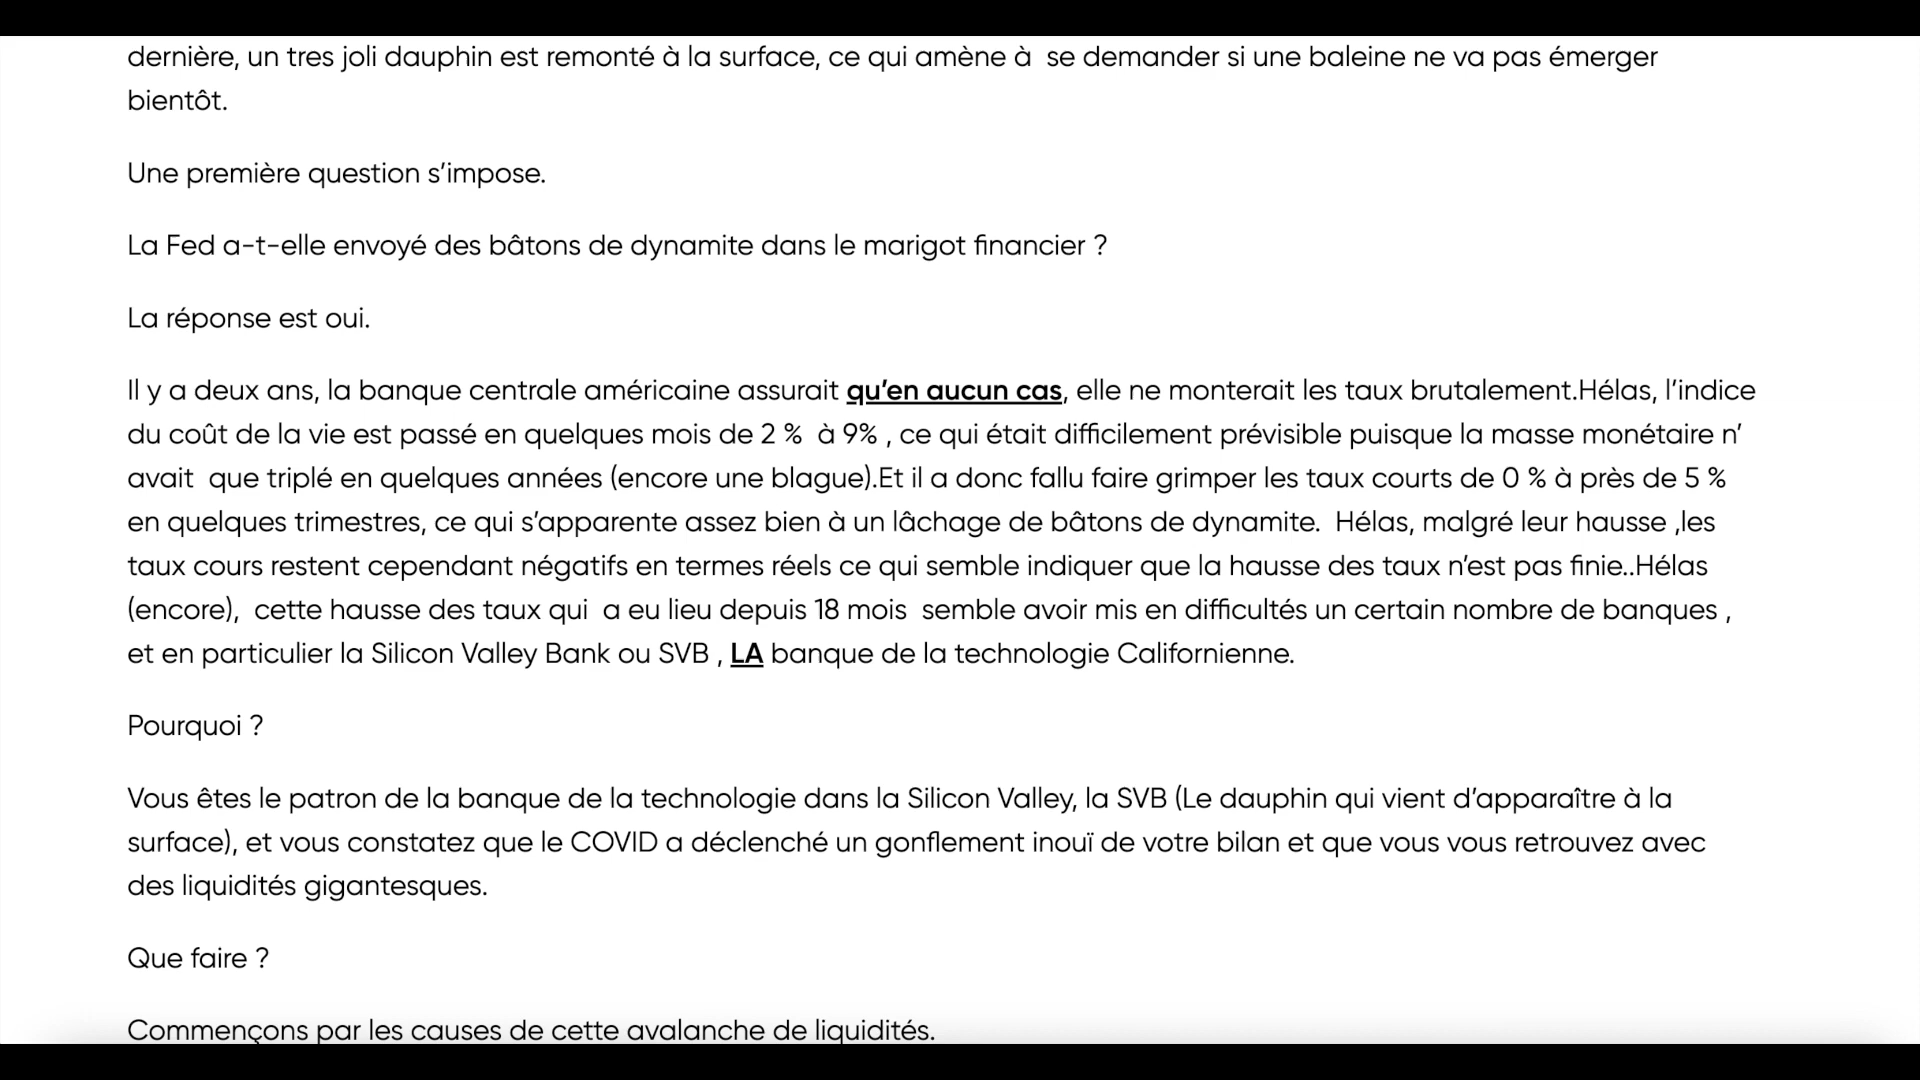 dernière, un tres joli dauphin est remonté à la surface, ce qui amène à  se demander si une baleine ne va pas émerger
bientôt.
Une première question s’impose.
La Fed a-t-elle envoyé des bâtons de dynamite dans le marigot financier ?
La réponse est oui.
Il y a deux ans, la banque centrale américaine assurait qu’en aucun cas, elle ne monterait les taux brutalement.Hélas, l’indice
du coût de la vie est passé en quelques mois de 2 %  à 9% , ce qui était difficilement prévisible puisque la masse monétaire n’
avait  que triplé en quelques années (encore une blague).Et il a donc fallu faire grimper les taux courts de 0 % à près de 5 %
en quelques trimestres, ce qui s’apparente assez bien à un lâchage de bâtons de dynamite.  Hélas, malgré leur hausse ,les
taux cours restent cependant négatifs en termes réels ce qui semble indiquer que la hausse des taux n’est pas finie..Hélas
(encore),  cette hausse des taux qui  a eu lieu depuis 18 mois  semble avoir mis en difficultés un certain nombre de banques ,
et en particulier la Silicon Valley Bank ou SVB , LA banque de la technologie Californienne.
Pourquoi ?
Vous êtes le patron de la banque de la technologie dans la Silicon Valley, la SVB (Le dauphin qui vient d’apparaître à la
surface), et vous constatez que le COVID a déclenché un gonflement inouï de votre bilan et que vous vous retrouvez avec
des liquidités gigantesques.
Que faire ?
Commençons par les causes de cette avalanche de liquidités.